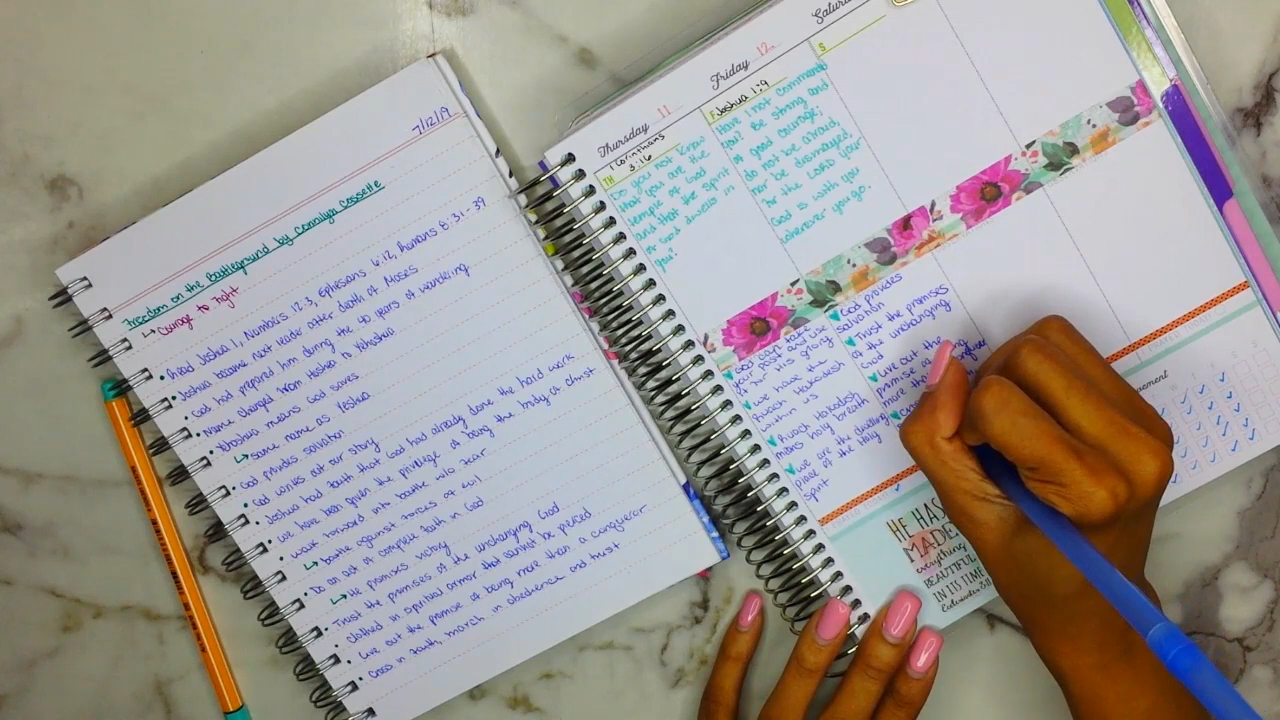 7/12/19
Freedom on the Battleground by
↳ Courage to Fight
• Read Joshua 1, Numbers 12:3, Ephesians 6:12, Romans 8:31-39
• Joshua became next leader after death of Moses
• God had prepared him during the 40 years of wandering
• Name changed from Hoshea to Yehoshua
• Yehoshua means God saves
↳ same name as Yeshua
• God provides salvation
• God writes out our story
• Joshua had faith that God had already done the hard work
• We have been given the privilege of being the body of Christ
• Walk forward into battle w/o fear
↳ battle against forces of evil
• Do an act of complete faith in God
↳ He promises victory
• Trust the promises of the unchanging God
• Clothed in spiritual armor that cannot be pierced
• Live out the promise of being more than a conqueror
• Cross in faith, march in obedience and trust
Thursday 11
1 Corinthians
3:16
TH
Do you not know
that you are the
temple of God
and that the Spirit
of God dwells in
you?
God can take
your past and use
it for His glory
We have the
Ruach HaKodesh
within us
Ruach HaKodesh
means holy breath
We are the dwelling
place of the Holy
Spirit
Friday 12
F Joshua 1:9
Have I not commanded
you? Be strong and
of good courage;
do not be afraid,
nor be dismayed,
for the LORD your
God is with you
wherever you go.
God provides
salvation
Trust the promises
of the unchanging
God
Live out the
promise of being
more than
S
HE HAS
MADE
everything
BEAUTIFUL
IN ITS TIME